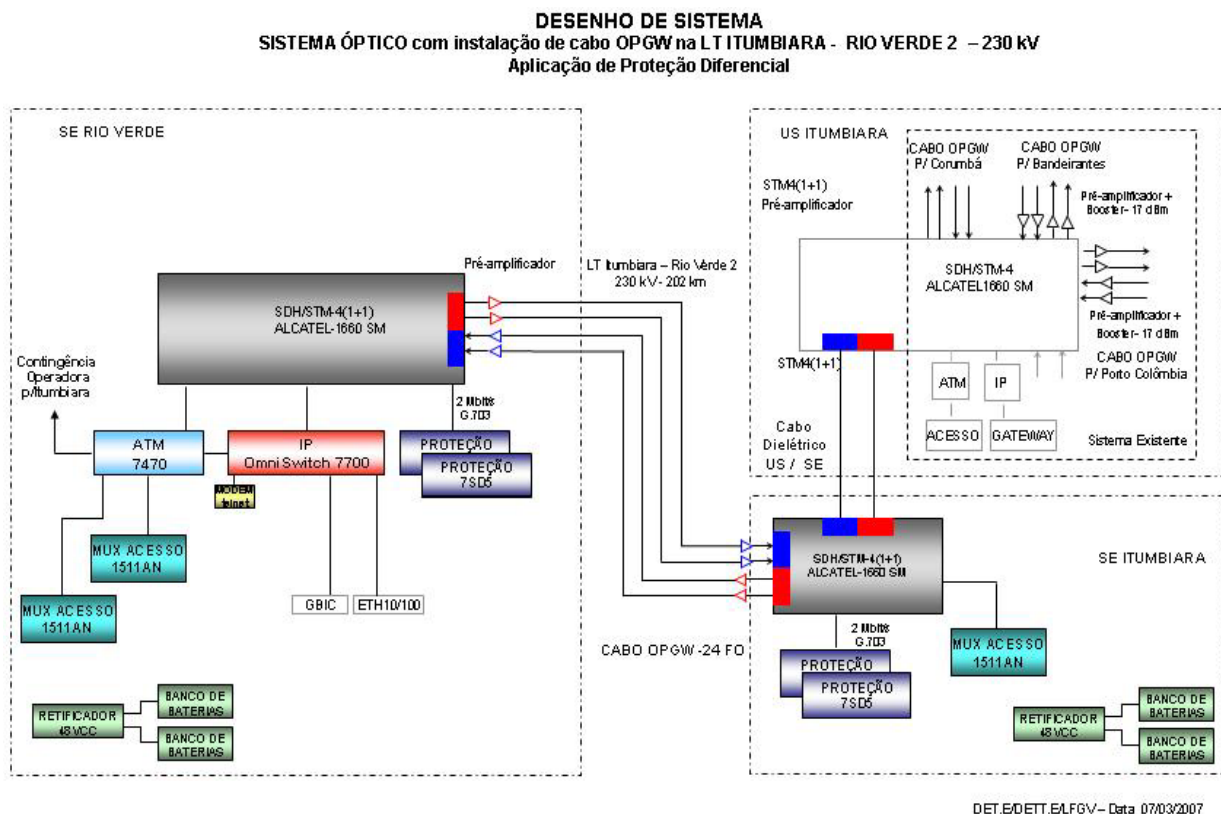 DESENHO DE SISTEMA
SISTEMA ÓPTICO com instalação de cabo OPGW na LT ITUMBIARA - RIO VERDE 2 – 230 kV
Aplicação de Proteção Diferencial
SE RIO VERDE
Pré-amplificador
SDH/STM-4(1+1)
ALCATEL-1660 SM
Contingência
Operadora
p/Itumbiara
2 Mbits
G.703
ATM
7470
IP
OmniSwitch 7700
PROTEÇÃO
PROTEÇÃO
7SD5
MODEM
telnet
MUX ACESSO
1511AN
MUX ACESSO
1511AN
GBIC
ETH10/100
RETIFICADOR
48VCC
BANCO DE
BATERIAS
BANCO DE
BATERIAS
LT Itumbiara – Rio Verde 2
230 kV- 202 km
CABO OPGW -24 FO
US ITUMBIARA
CABO OPGW
P/ Corumbá
CABO OPGW
P/ Bandeirantes
STM4(1+1)
Pré-amplificador
Pré-amplificador +
Booster- 17 dBm
SDH/STM-4
ALCATEL1660 SM
Pré-amplificador +
Booster- 17 dBm
STM4(1+1)
CABO OPGW
P/ Porto Colômbia
ATM
IP
ACESSO
GATEWAY
Sistema Existente
Cabo
Dielétrico
US / SE
SE ITUMBIARA
SDH/STM-4(1+1)
ALCATEL-1660 SM
2 Mbits
G.703
PROTEÇÃO
PROTEÇÃO
7SD5
MUX ACESSO
1511AN
RETIFICADOR
48VCC
BANCO DE
BATERIAS
BANCO DE
BATERIAS
DET.E/DETT.E/LFGV – Data 07/03/2007